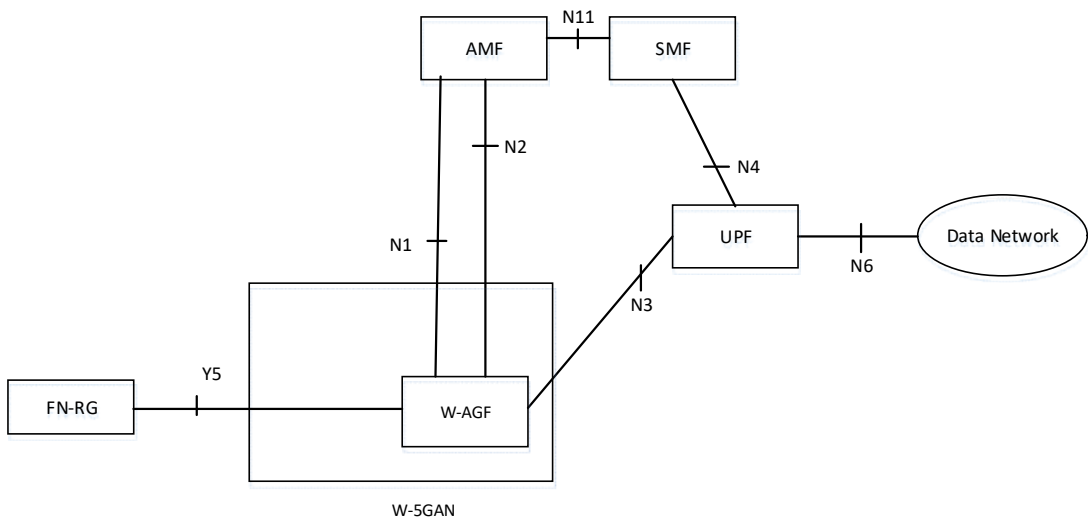 N11
AMF
SMF
N2
N4
N1
UPF
Data Network
N6
N3
Y5
FN-RG
W-AGF
W-5GAN